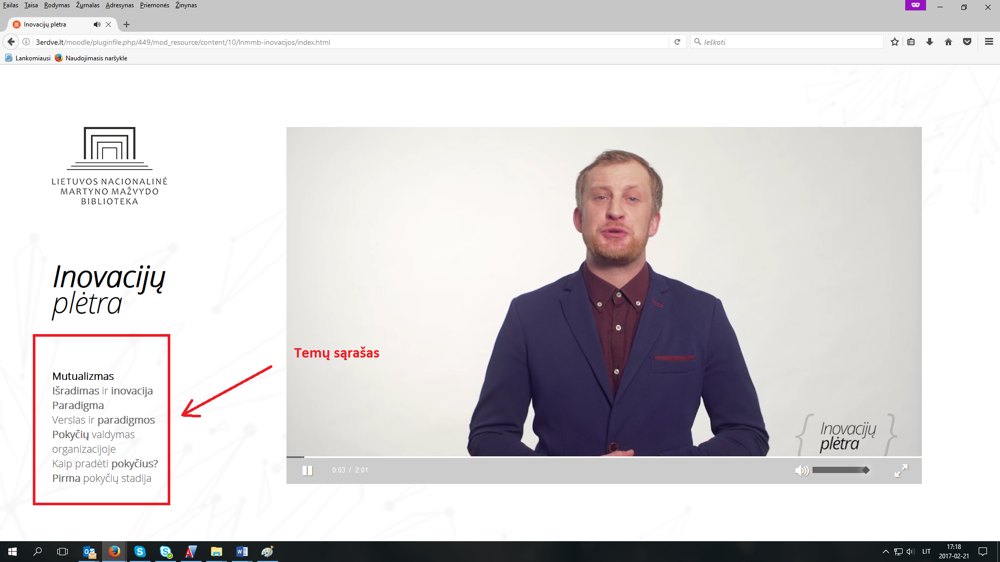 Failas Taisa Rodymas Žurnalas Adresynas Priemonės Žinynas
Inovacijų plėtra
3erdve.lt/moodle/pluginfile.php/449/mod_resource/content/10/lnmmb-inovacijos/index.html
Ieškoti
Lankomiausi Naudojimasis naršykle
LIETUVOS NACIONALINĖ
MARTYNO MAŽVYDO
BIBLIOTEKA
Inovacijų
plėtra
Mutualizmas
Išradimas ir inovacija
Paradigma
Verslas ir paradigmos
Pokyčių valdymas
organizacijoje
Kaip pradėti pokyčius?
Pirma pokyčių stadija
Temų sąrašas
Inovacijų
plėtra
0:03 / 2:01
LIT
17:18
2017-02-21